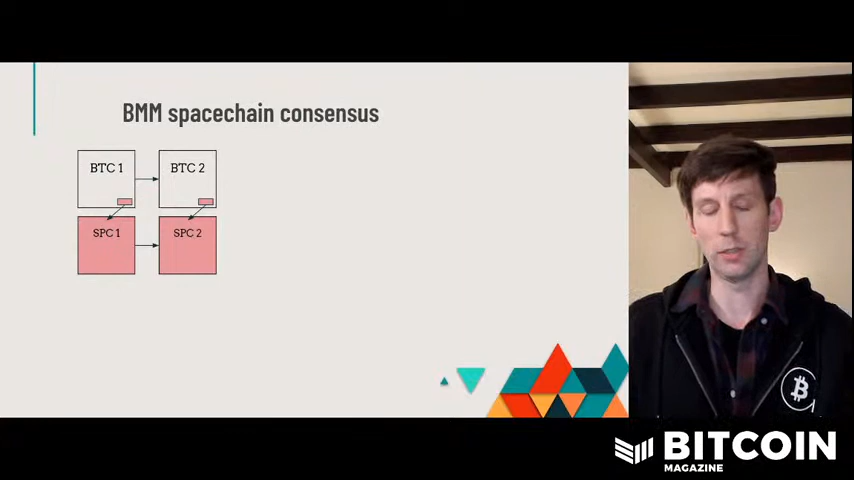 BMM spacechain consensus
BTC 1
BTC 2
SPC 1
SPC 2
BITCOIN
MAGAZINE